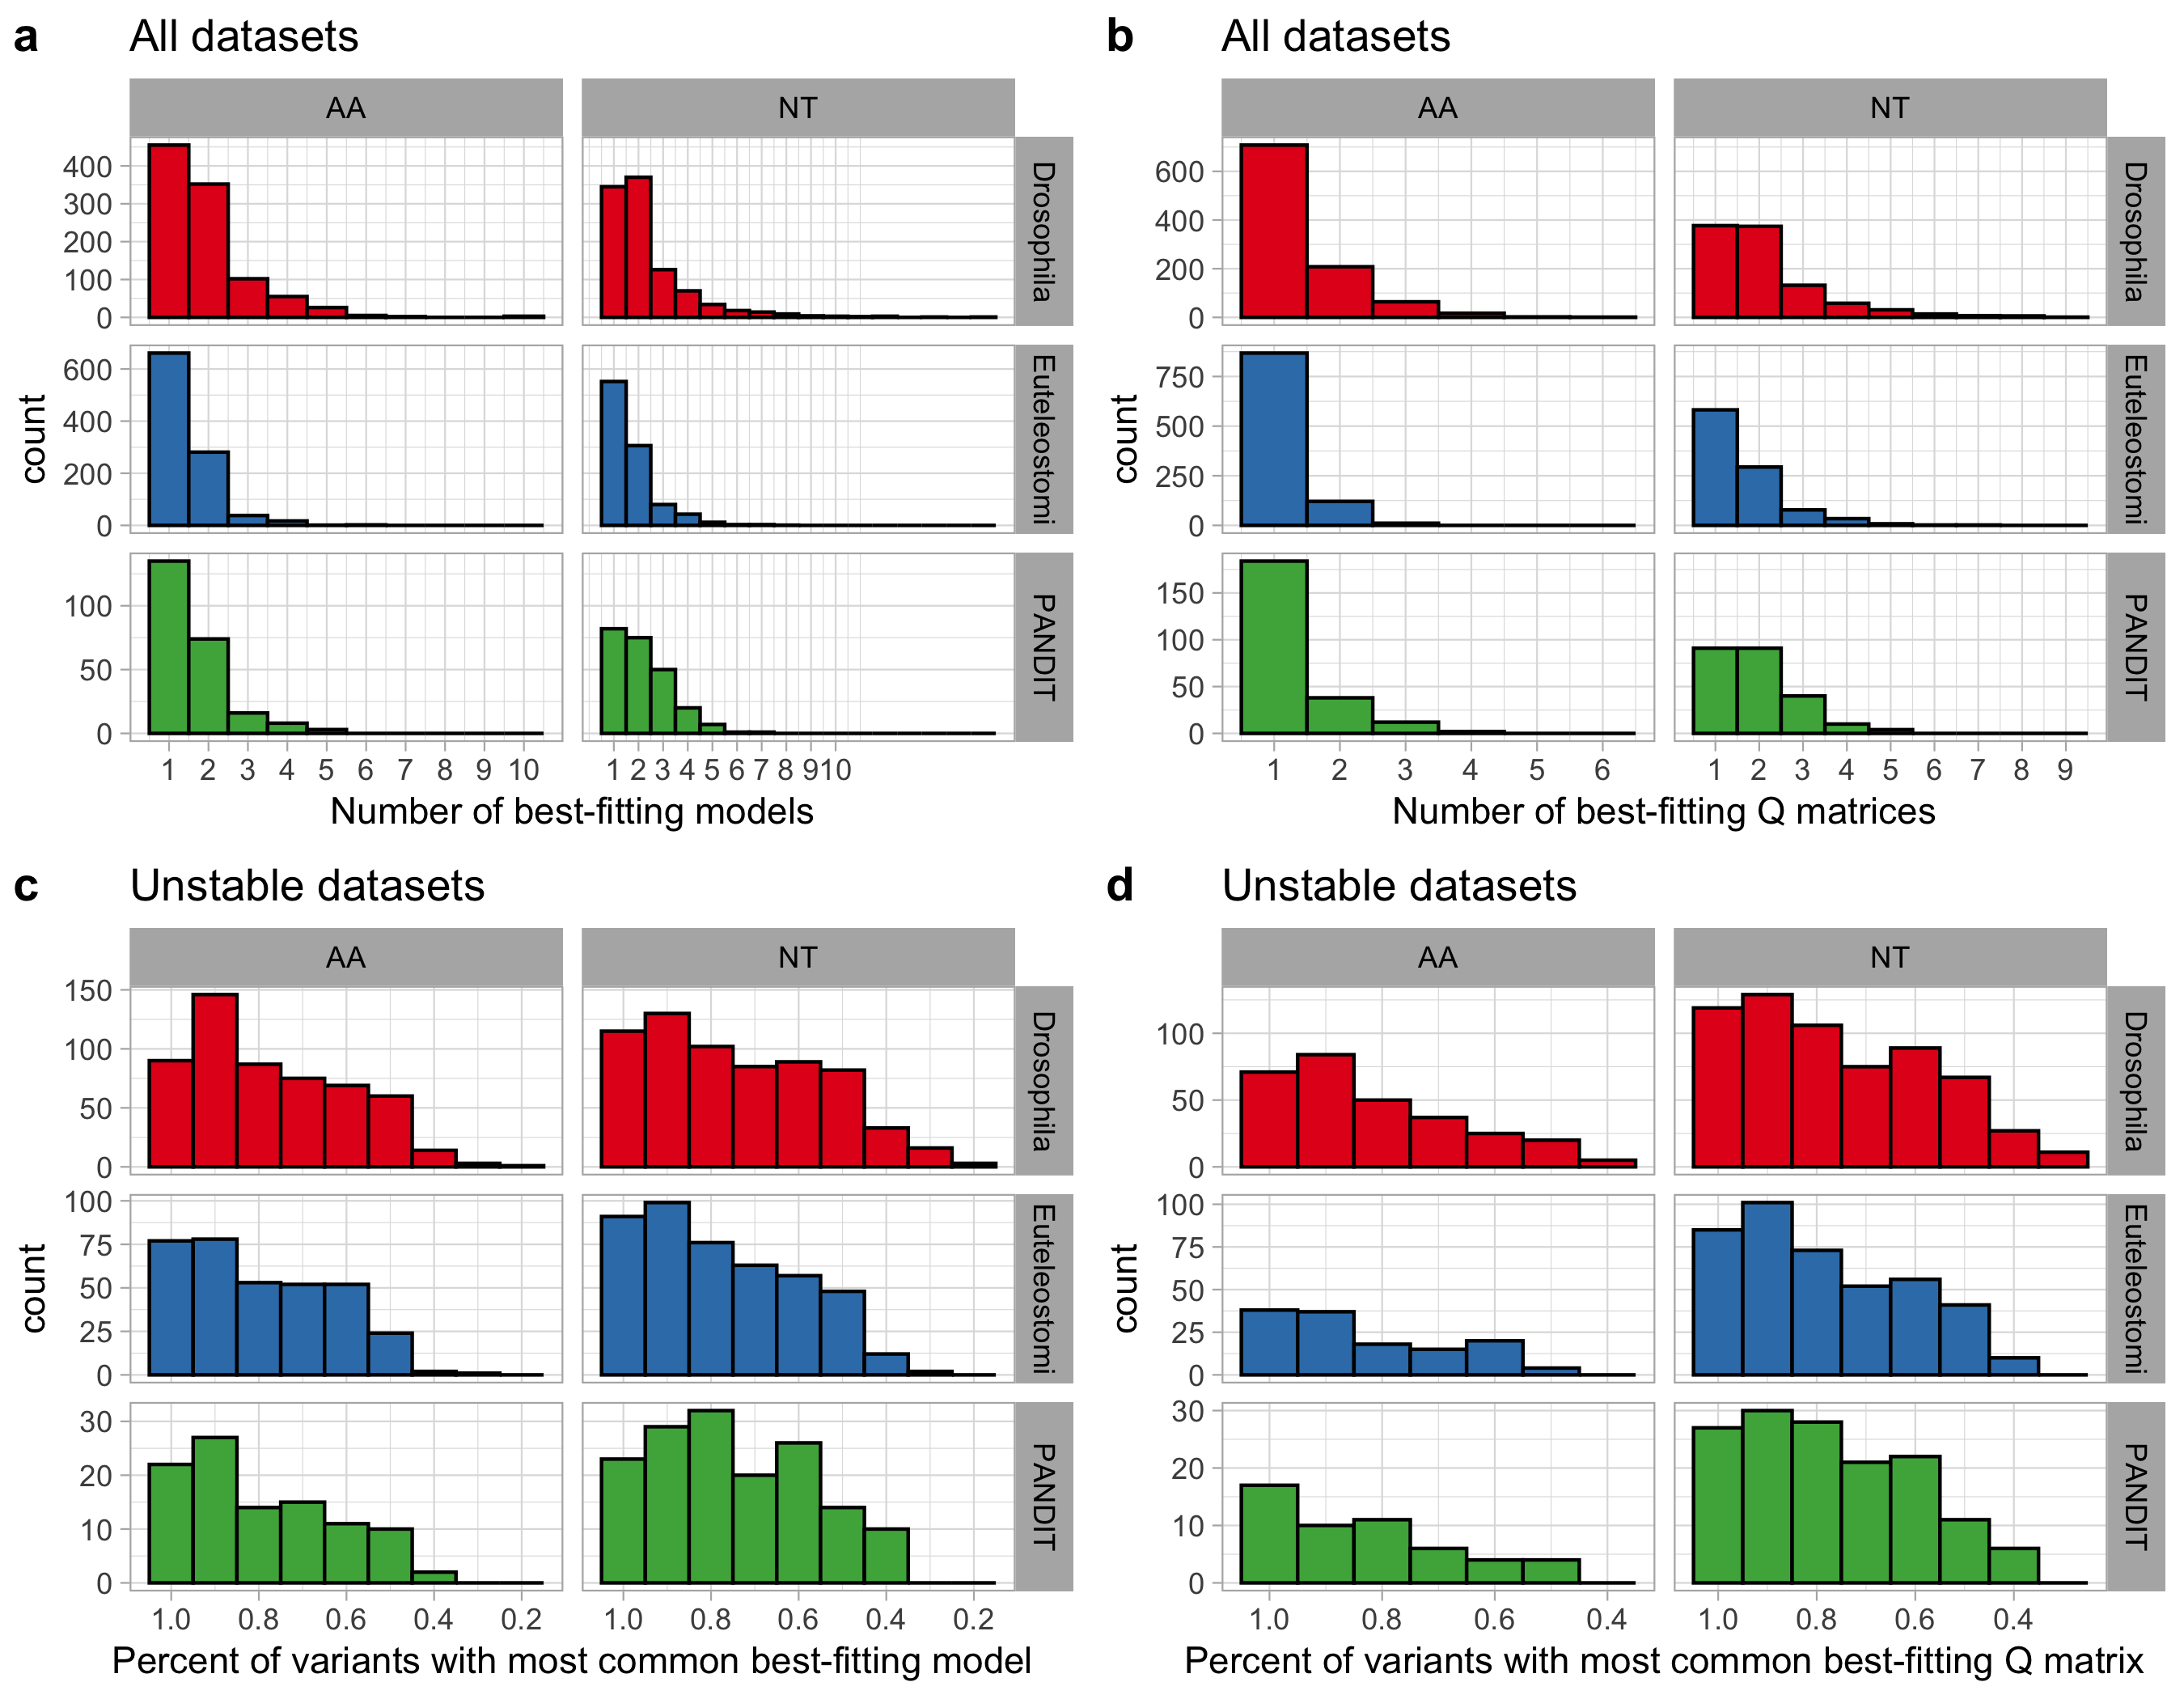 a All datasets
AA NT
400
300
200
100
0
Drosophila
600
400
200
0
Euteleostomi
100
50
0
PANDIT
count
1 2 3 4 5 6 7 8 9 10 1 2 3 4 5 6 7 8 9 10
Number of best-fitting models
b All datasets
AA NT
600
400
200
0
Drosophila
750
500
250
0
Euteleostomi
150
100
50
0
PANDIT
count
1 2 3 4 5 6 1 2 3 4 5 6 7 8 9
Number of best-fitting Q matrices
c Unstable datasets
AA NT
150
100
50
0
Drosophila
100
75
50
25
0
Euteleostomi
30
20
10
0
PANDIT
count
1.0 0.8 0.6 0.4 0.2 1.0 0.8 0.6 0.4 0.2
Percent of variants with most common best-fitting model
d Unstable datasets
AA NT
100
50
0
Drosophila
100
75
50
25
0
Euteleostomi
30
20
10
0
PANDIT
count
1.0 0.8 0.6 0.4 1.0 0.8 0.6 0.4
Percent of variants with most common best-fitting Q matrix